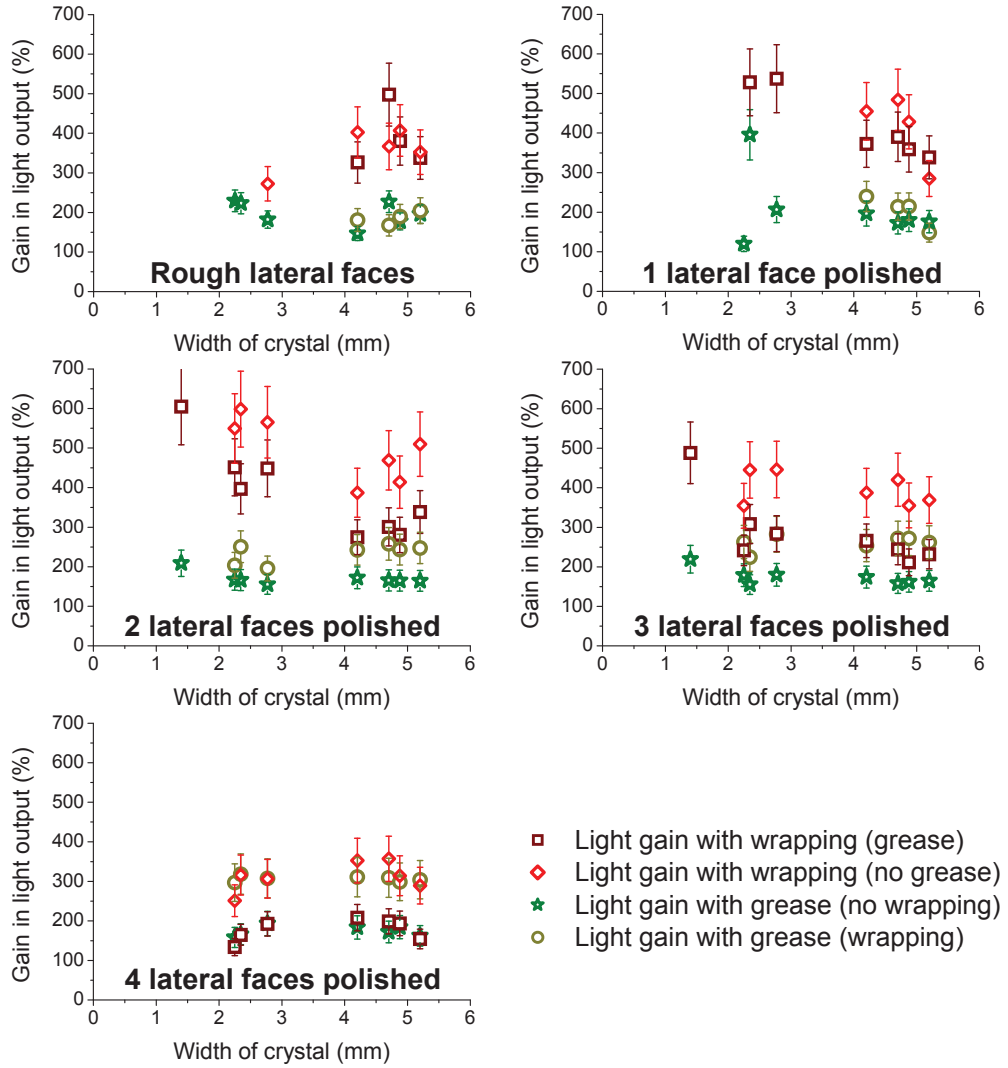 700
600
500
400
300
200
100
0
Gain in light output (%)
Rough lateral faces
0 1 2 3 4 5 6
Width of crystal (mm)
700
600
500
400
300
200
100
0
Gain in light output (%)
1 lateral face polished
0 1 2 3 4 5 6
Width of crystal (mm)
700
600
500
400
300
200
100
0
Gain in light output (%)
2 lateral faces polished
0 1 2 3 4 5 6
Width of crystal (mm)
700
600
500
400
300
200
100
0
Gain in light output (%)
3 lateral faces polished
0 1 2 3 4 5 6
Width of crystal (mm)
700
600
500
400
300
200
100
0
Gain in light output (%)
4 lateral faces polished
0 1 2 3 4 5 6
Width of crystal (mm)
Light gain with wrapping (grease)
Light gain with wrapping (no grease)
Light gain with grease (no wrapping)
Light gain with grease (wrapping)